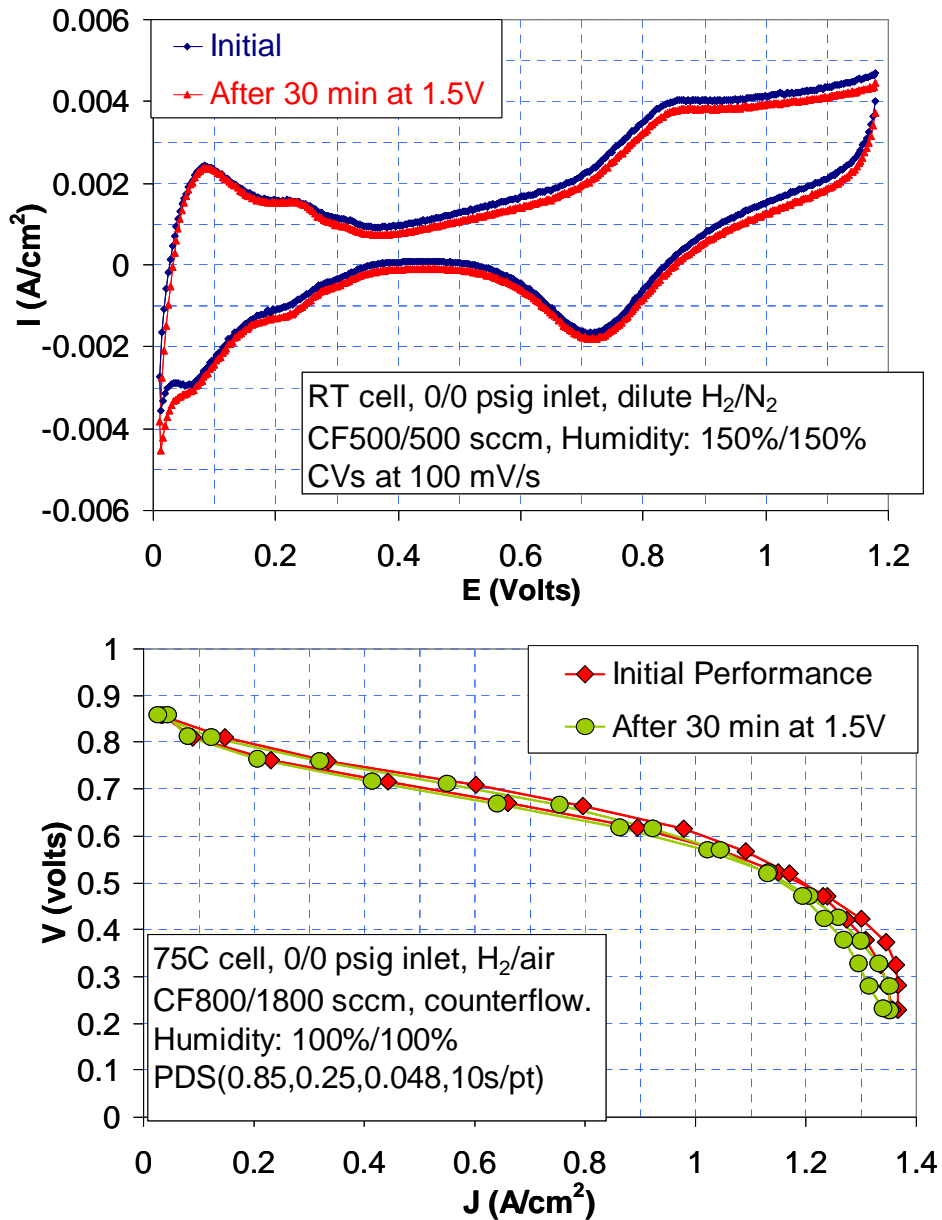 0.006
0.004
0.002
0
-0.002
-0.004
-0.006
I (A/cm²)
Initial
After 30 min at 1.5V
RT cell, 0/0 psig inlet, dilute H₂/N₂
CF500/500 sccm, Humidity: 150%/150%
CVs at 100 mV/s
0 0.2 0.4 0.6 0.8 1 1.2
E (Volts)
1
0.9
0.8
0.7
0.6
0.5
0.4
0.3
0.2
0.1
0
V (volts)
Initial Performance
After 30 min at 1.5V
75C cell, 0/0 psig inlet, H₂/air
CF800/1800 sccm, counterflow.
Humidity: 100%/100%
PDS(0.85,0.25,0.048,10s/pt)
0 0.2 0.4 0.6 0.8 1 1.2 1.4
J (A/cm²)